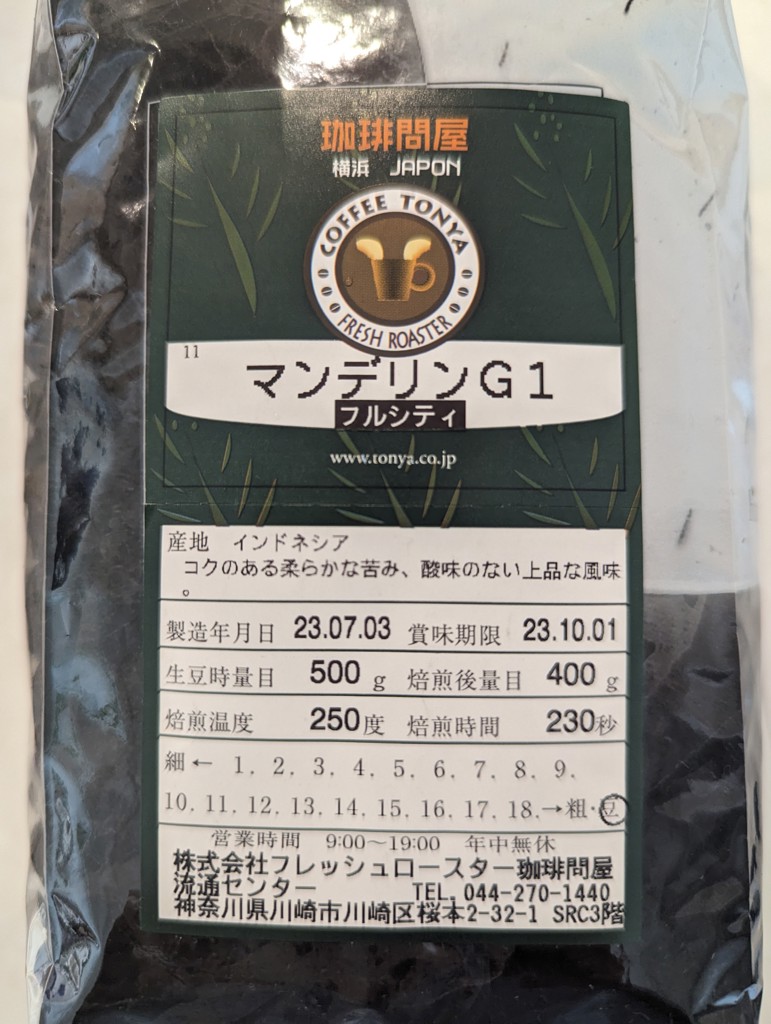 珈琲問屋
横浜 JAPON
COFFEE TONYA
FRESH ROASTER
11
マンデリンG1
フルシティ
www.tonya.co.jp
産地 インドネシア
コクのある柔らかな苦み、酸味のない上品な風味
。
製造年月日 23.07.03 賞味期限 23.10.01
生豆時量目 500g 焙煎後量目 400g
焙煎温度 250度 焙煎時間 230秒
細← 1. 2. 3. 4. 5. 6. 7. 8. 9.
10. 11. 12. 13. 14. 15. 16. 17. 18.→粗・豆
営業時間 9:00〜19:00 年中無休
株式会社フレッシュロースター珈琲問屋
流通センター TEL. 044-270-1440
神奈川県川崎市川崎区桜本2-32-1 SRC3階